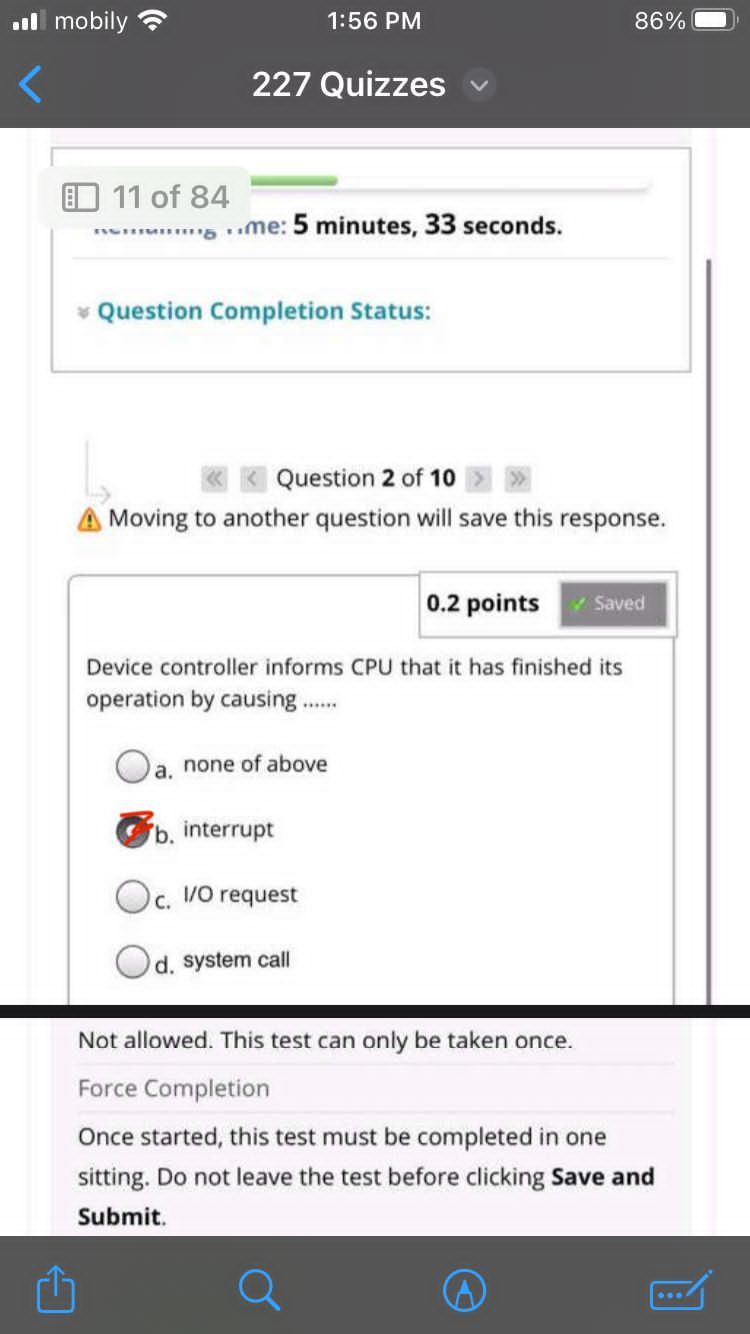 mobily 1:56 PM 86%
227 Quizzes
11 of 84
Remaining Time: 5 minutes, 33 seconds.
Question Completion Status:
Question 2 of 10
Moving to another question will save this response.
0.2 points Saved
Device controller informs CPU that it has finished its
operation by causing ......
a. none of above
b. interrupt
c. I/O request
d. system call
Not allowed. This test can only be taken once.
Force Completion
Once started, this test must be completed in one
sitting. Do not leave the test before clicking Save and
Submit.